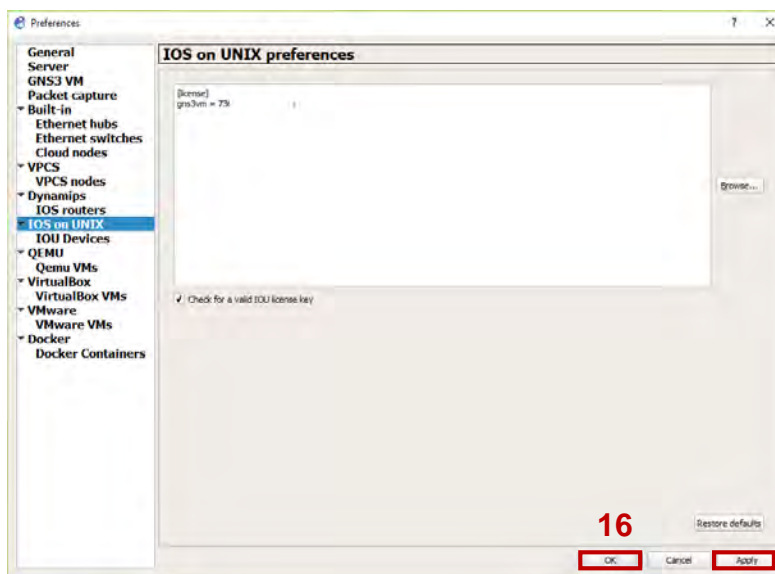 Preferences
?
General
Server
GNS3 VM
Packet capture
Built-in
Ethernet hubs
Ethernet switches
Cloud nodes
VPCS
VPCS nodes
Dynamips
IOS routers
IOS on UNIX
IOU Devices
QEMU
Qemu VMs
VirtualBox
VirtualBox VMs
VMware
VMware VMs
Docker
Docker Containers
IOS on UNIX preferences
[license]
gns3vm = 73
Browse...
Check for a valid IOU license key
Restore defaults
16
OK
Cancel
Apply